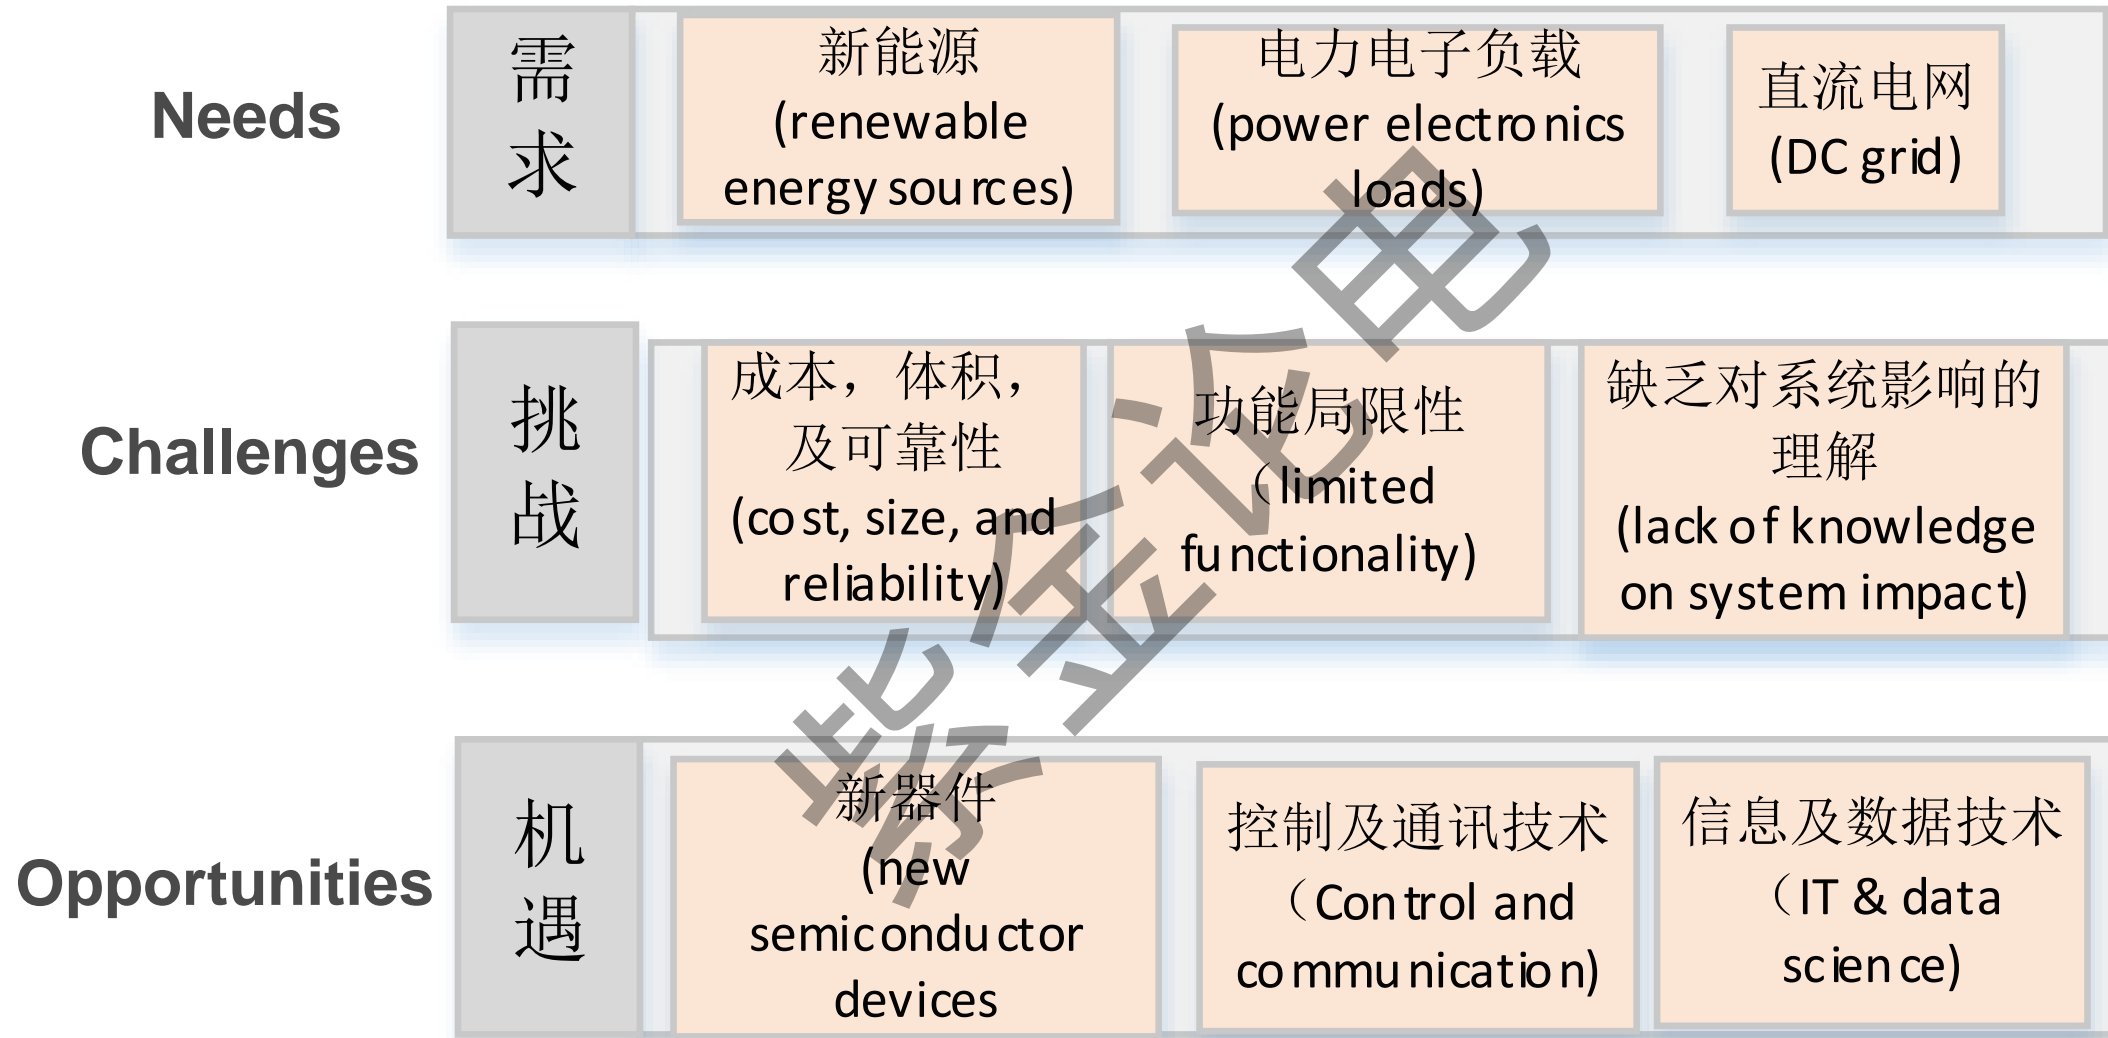 Needs
需
求
新能源
(renewable
energy sources)
电力电子负载
(power electronics
loads)
直流电网
(DC grid)
Challenges
挑
战
成本，体积，
及可靠性
(cost, size, and
reliability)
功能局限性
（limited
functionality)
缺乏对系统影响的
理解
(lack of knowledge
on system impact)
Opportunities
机
遇
新器件
(new
semiconductor
devices
控制及通讯技术
（Control and
communication)
信息及数据技术
（IT & data
science)
紫金论电